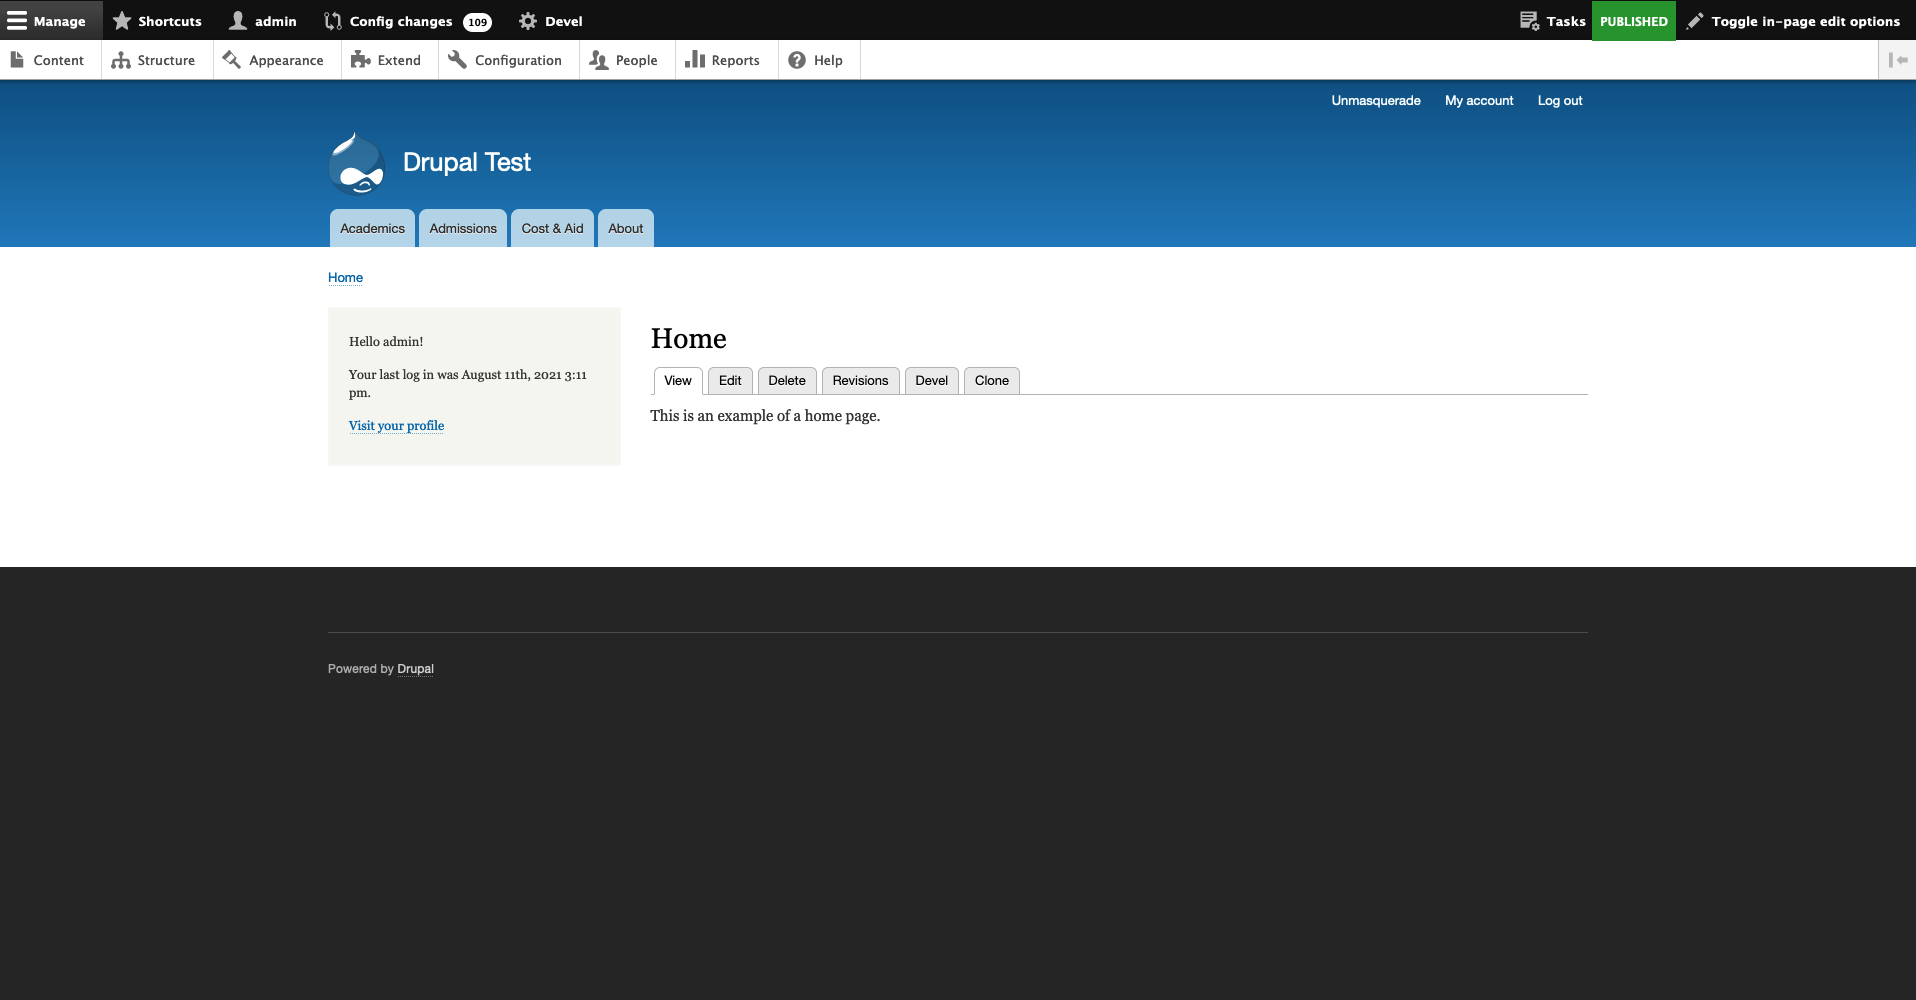 Manage Shortcuts admin Config changes 109 Devel Tasks PUBLISHED Toggle in-page edit options
Content Structure Appearance Extend Configuration People Reports Help
Unmasquerade My account Log out
Drupal Test
Academics Admissions Cost & Aid About
Home
Hello admin!
Your last log in was August 11th, 2021 3:11
pm.
Visit your profile
Home
View Edit Delete Revisions Devel Clone
This is an example of a home page.
Powered by Drupal